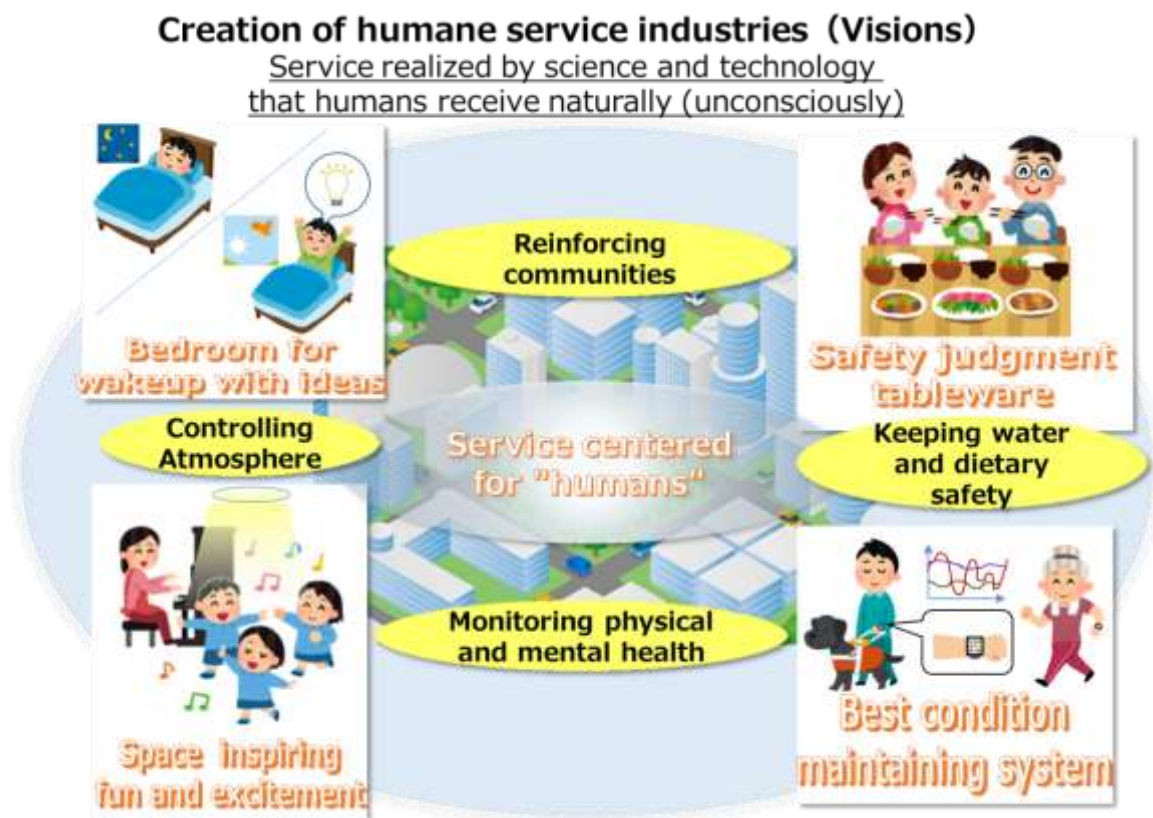 Creation of humane service industries (Visions)
Service realized by science and technology
that humans receive naturally (unconsciously)
Reinforcing
communities
Bedroom for
wakeup with ideas
Safety judgment
tableware
Controlling
Atmosphere
Service centered
for "humans"
Keeping water
and dietary
safety
Monitoring physical
and mental health
Space inspiring
fun and excitement
Best condition
maintaining system